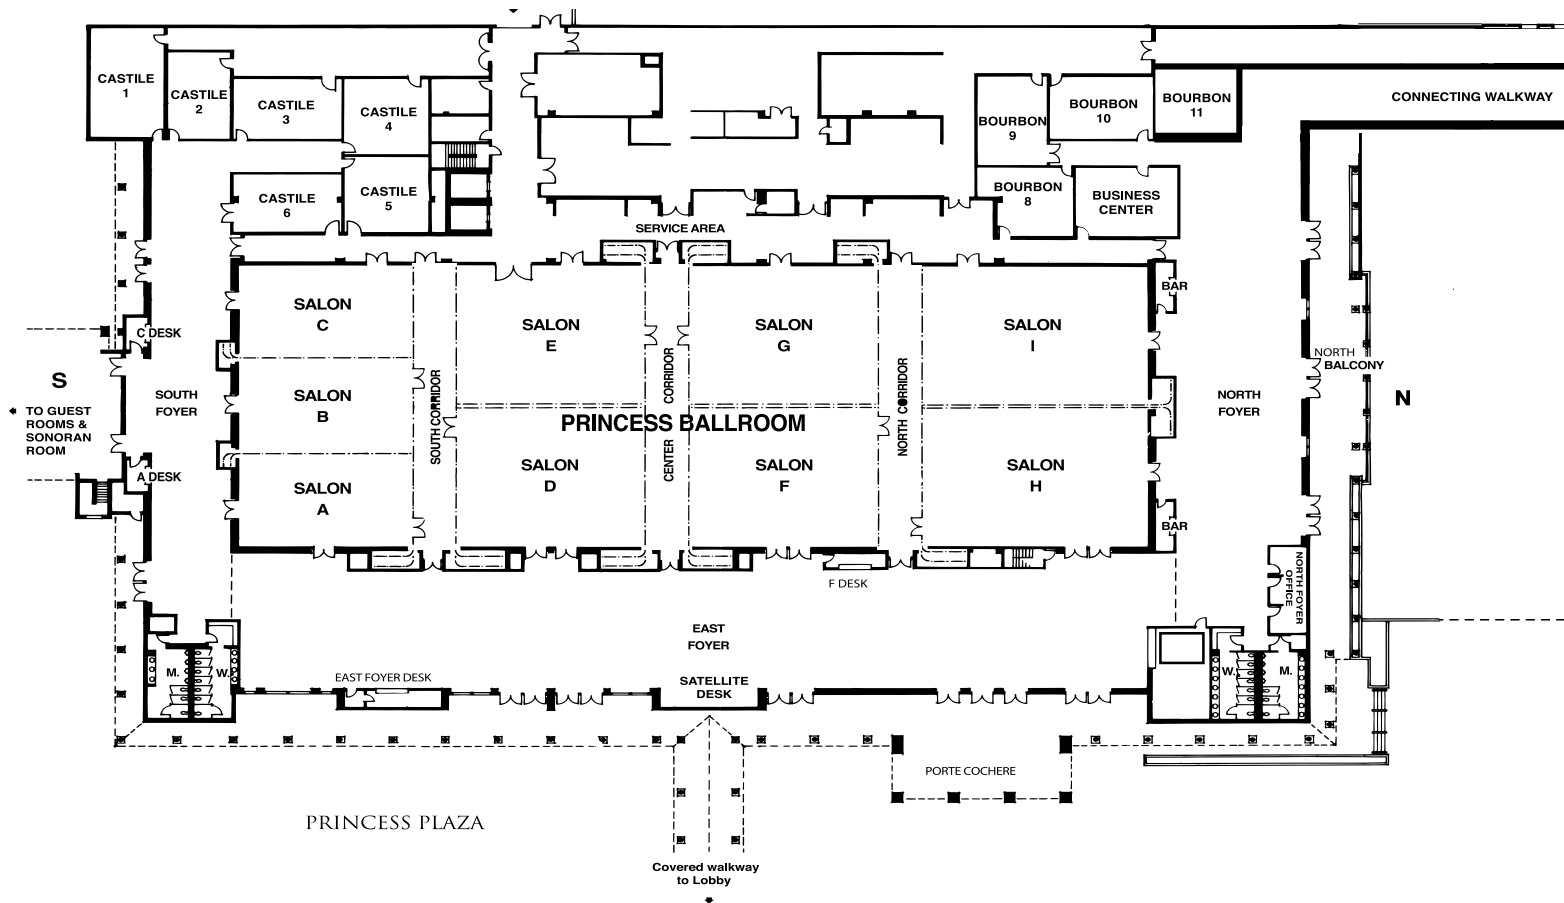 CASTILE
1
CASTILE
2
CASTILE
3
CASTILE
4
CASTILE
5
CASTILE
6
BOURBON
9
BOURBON
10
BOURBON
11
CONNECTING WALKWAY
BOURBON
8
BUSINESS
CENTER
SERVICE AREA
SALON
C
SALON
E
SALON
G
SALON
I
BAR
C DESK
S
TO GUEST
ROOMS &
SONORAN
ROOM
SOUTH
FOYER
SALON
B
SOUTH CORRIDOR
CENTER CORRIDOR
NORTH CORRIDOR
PRINCESS BALLROOM
NORTH
FOYER
NORTH
BALCONY
N
A DESK
SALON
A
SALON
D
SALON
F
SALON
H
BAR
F DESK
NORTH FOYER
OFFICE
EAST
FOYER
M.
W.
EAST FOYER DESK
SATELLITE
DESK
W.
M.
PORTE COCHERE
PRINCESS PLAZA
Covered walkway
to Lobby